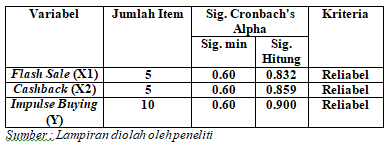 Variabel Jumlah Item Sig. Cronbach's Alpha Kriteria
Sig. min Sig. Hitung
Flash Sale (X1) 5 0.60 0.832 Reliabel
Cashback (X2) 5 0.60 0.859 Reliabel
Impulse Buying (Y) 10 0.60 0.900 Reliabel
Sumber : Lampiran diolah oleh peneliti